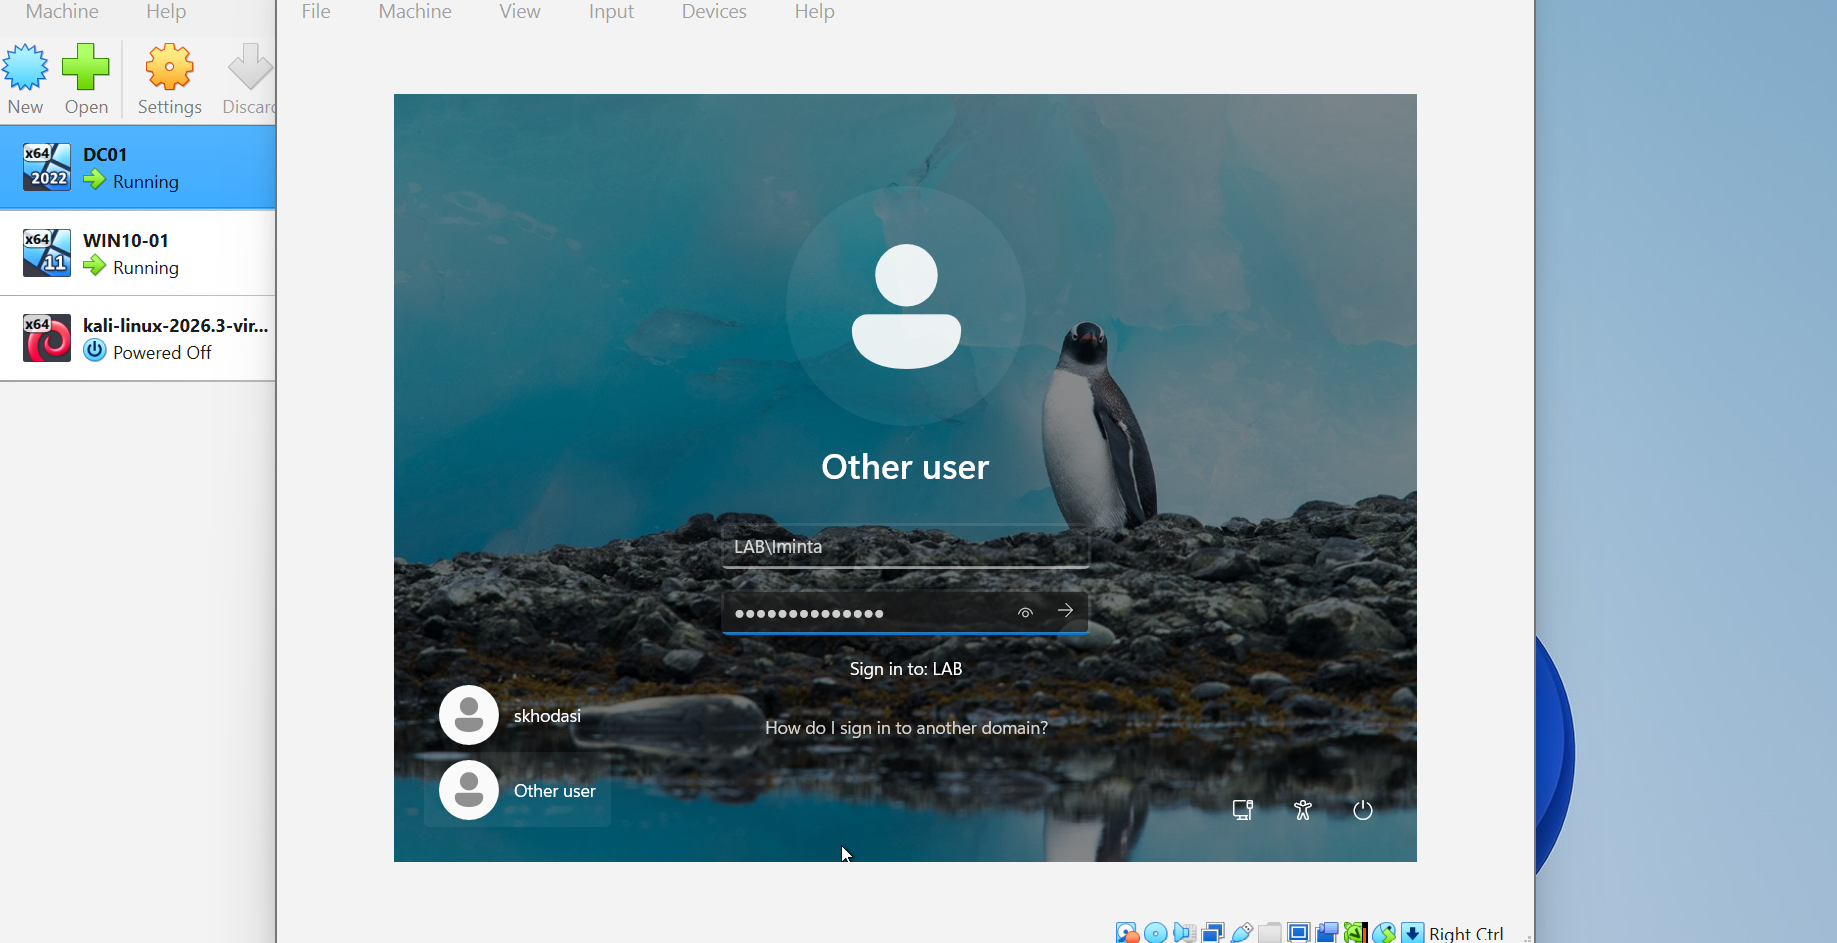 Machine Help
File Machine View Input Devices Help
New Open Settings Discard
x64 2022 DC01
Running
x64 11 WIN10-01
Running
x64 kali-linux-2026.3-vir...
Powered Off
Other user
LAB\lminta
Sign in to: LAB
How do I sign in to another domain?
skhodasi
Other user
Right Ctrl